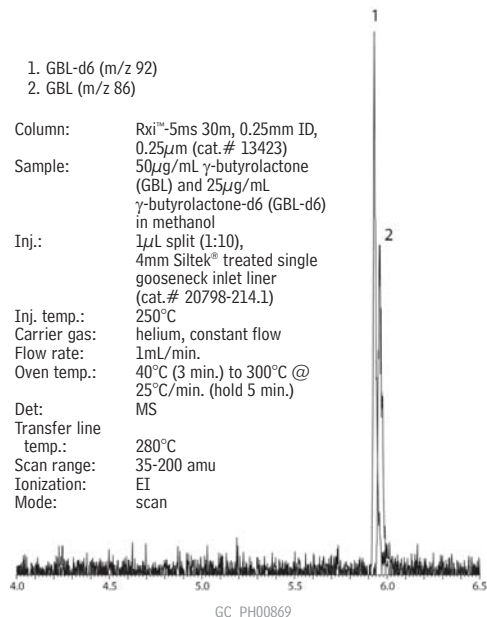 1
1. GBL-d6 (m/z 92)
2. GBL (m/z 86)
Column: Rxi™-5ms 30m, 0.25mm ID,
0.25µm (cat.# 13423)
Sample: 50µg/mL γ-butyrolactone
(GBL) and 25µg/mL
γ-butyrolactone-d6 (GBL-d6)
in methanol
Inj.: 1µL split (1:10),
4mm Siltek® treated single
gooseneck inlet liner
(cat.# 20798-214.1)
Inj. temp.: 250°C
Carrier gas: helium, constant flow
Flow rate: 1mL/min.
Oven temp.: 40°C (3 min.) to 300°C @
25°C/min. (hold 5 min.)
Det: MS
Transfer line
temp.: 280°C
Scan range: 35-200 amu
Ionization: EI
Mode: scan
2
4.0 4.5 5.0 5.5 6.0 6.5
GC_PH00869